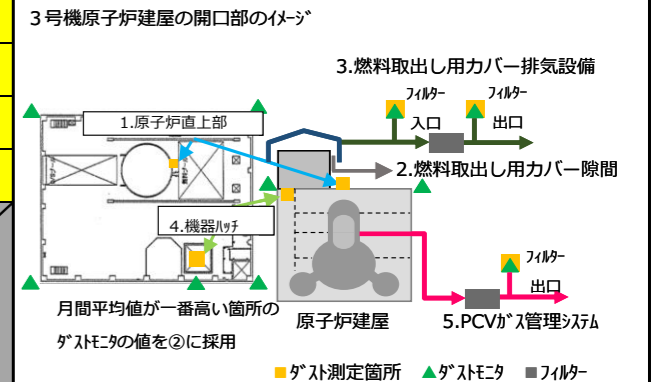 3号機原子炉建屋の開口部のイメージ
3.燃料取出し用カバー排気設備
フィルター
フィルター
入口
出口
1.原子炉直上部
2.燃料取出し用カバー隙間
4.機器ハッチ
フィルター
出口
月間平均値が一番高い箇所の
ダストモニタの値を②に採用
原子炉建屋
5.PCVガス管理システム
■ダスト測定箇所 ▲ダストモニタ ■フィルター